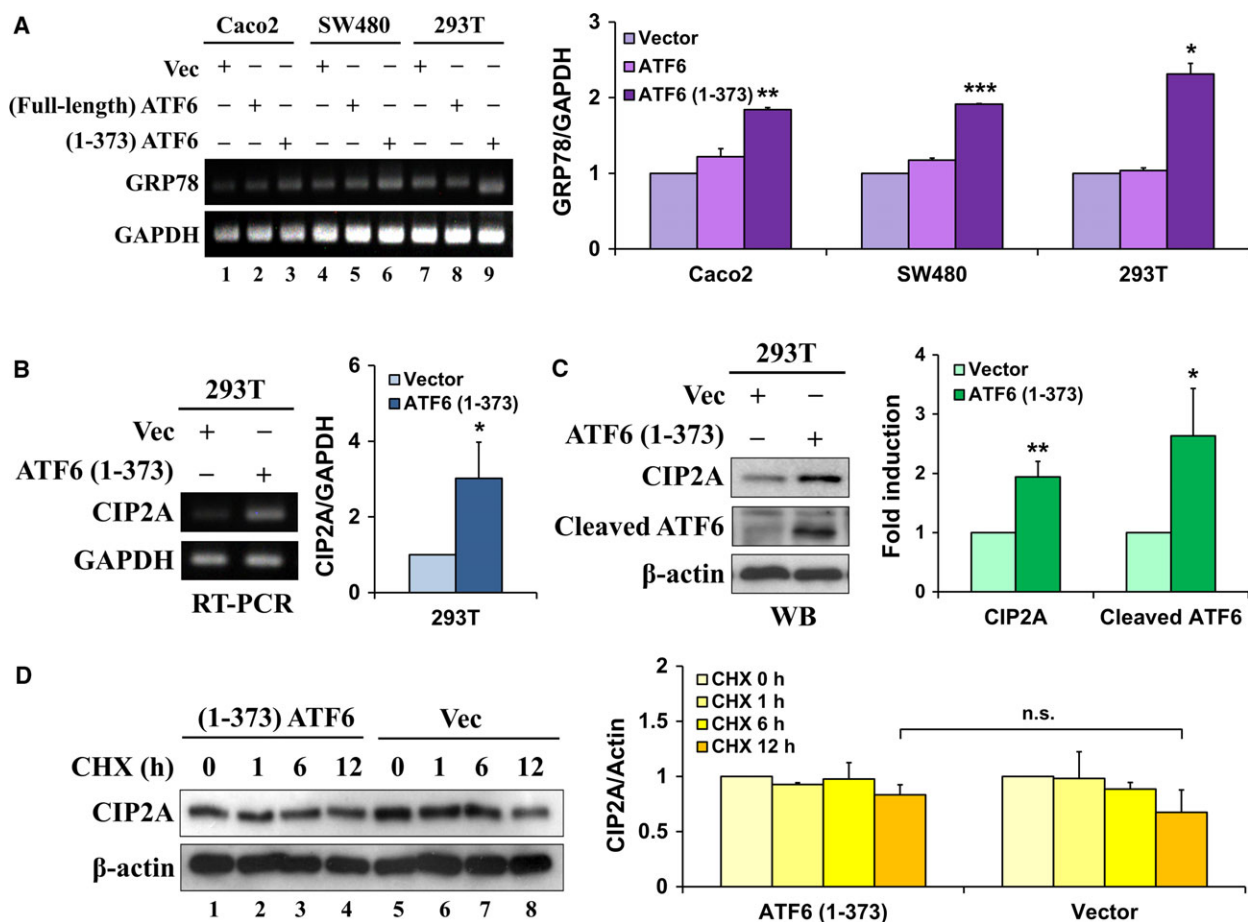 A
Caco2 SW480 293T
Vec + – – + – – + – –
(Full-length) ATF6 – + – – + – – + –
(1-373) ATF6 – – + – – + – – +
GRP78
GAPDH
1 2 3 4 5 6 7 8 9
GRP78/GAPDH
3
2
1
0
Vector
ATF6
ATF6 (1-373)
** *** *
Caco2 SW480 293T
B
293T
Vec + –
ATF6 (1-373) – +
CIP2A
GAPDH
RT-PCR
CIP2A/GAPDH
6
4
2
0
Vector
ATF6 (1-373)
*
293T
C
293T
Vec + –
ATF6 (1-373) – +
CIP2A
Cleaved ATF6
β-actin
WB
Fold induction
4
3
2
1
0
Vector
ATF6 (1-373)
** *
CIP2A Cleaved ATF6
D
(1-373) ATF6 Vec
CHX (h) 0 1 6 12 0 1 6 12
CIP2A
β-actin
1 2 3 4 5 6 7 8
CIP2A/Actin
2
1.5
1
0.5
0
CHX 0 h
CHX 1 h
CHX 6 h
CHX 12 h
n.s.
ATF6 (1-373) Vector